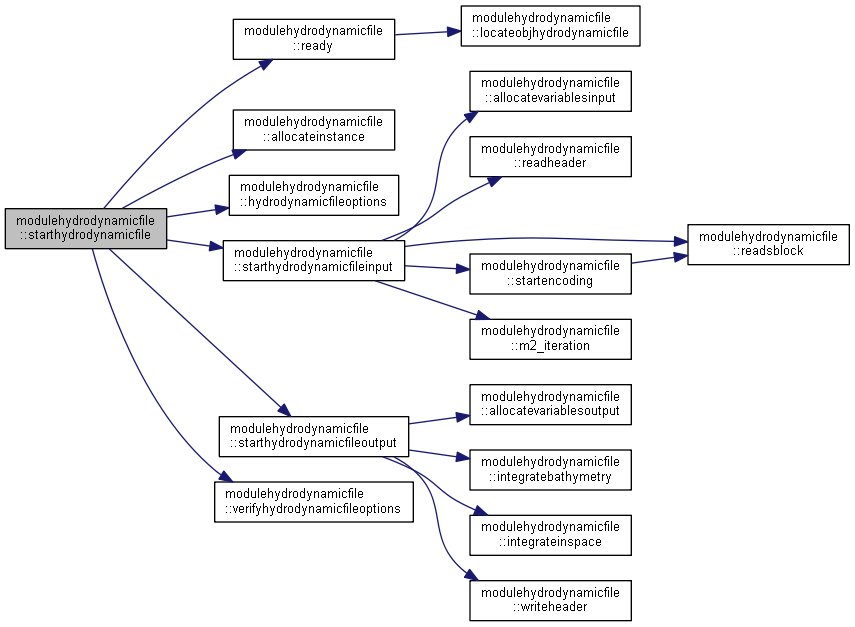 modulehydrodynamicfile
::starthydrodynamicfile
modulehydrodynamicfile
::ready
modulehydrodynamicfile
::locateobjhydrodynamicfile
modulehydrodynamicfile
::allocateinstance
modulehydrodynamicfile
::hydrodynamicfileoptions
modulehydrodynamicfile
::starthydrodynamicfileinput
modulehydrodynamicfile
::allocatevariablesinput
modulehydrodynamicfile
::readheader
modulehydrodynamicfile
::readsblock
modulehydrodynamicfile
::startencoding
modulehydrodynamicfile
::m2_iteration
modulehydrodynamicfile
::starthydrodynamicfileoutput
modulehydrodynamicfile
::allocatevariablesoutput
modulehydrodynamicfile
::integratebathymetry
modulehydrodynamicfile
::integrateinspace
modulehydrodynamicfile
::writeheader
modulehydrodynamicfile
::verifyhydrodynamicfileoptions